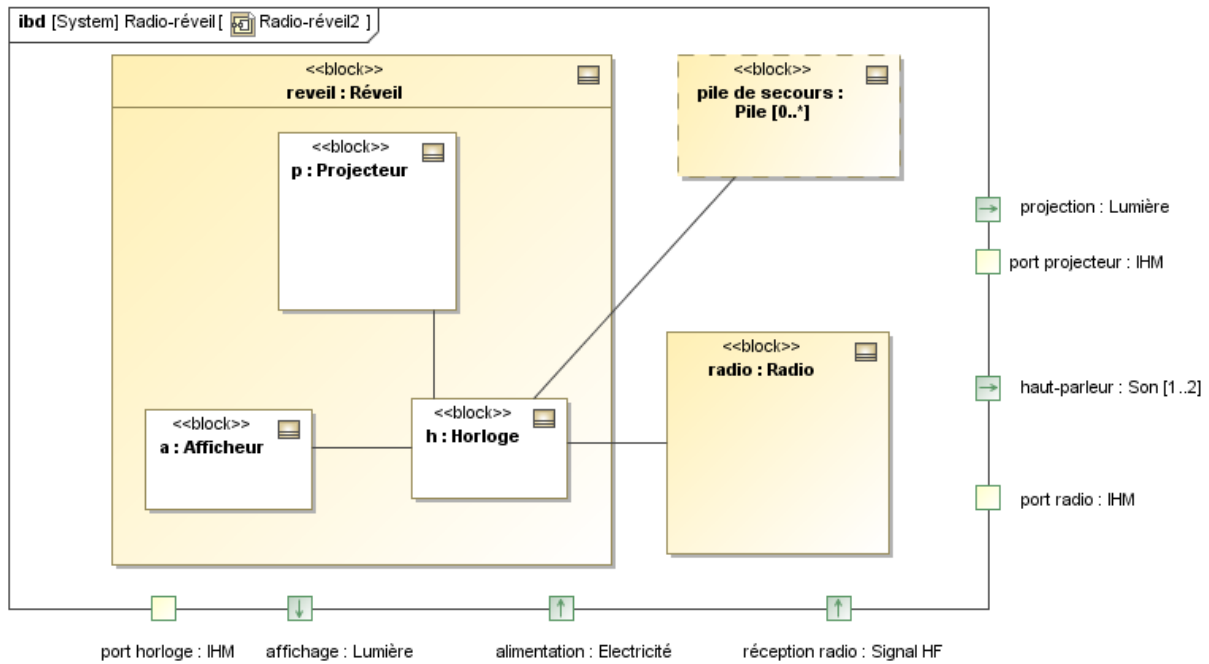 ibd [System] Radio-réveil [ Radio-réveil2 ]
<<block>>
reveil : Réveil
<<block>>
pile de secours :
Pile [0..*]
<<block>>
p : Projecteur
projection : Lumière
port projecteur : IHM
<<block>>
radio : Radio
haut-parleur : Son [1..2]
<<block>>
a : Afficheur
<<block>>
h : Horloge
port radio : IHM
port horloge : IHM
affichage : Lumière
alimentation : Electricité
réception radio : Signal HF